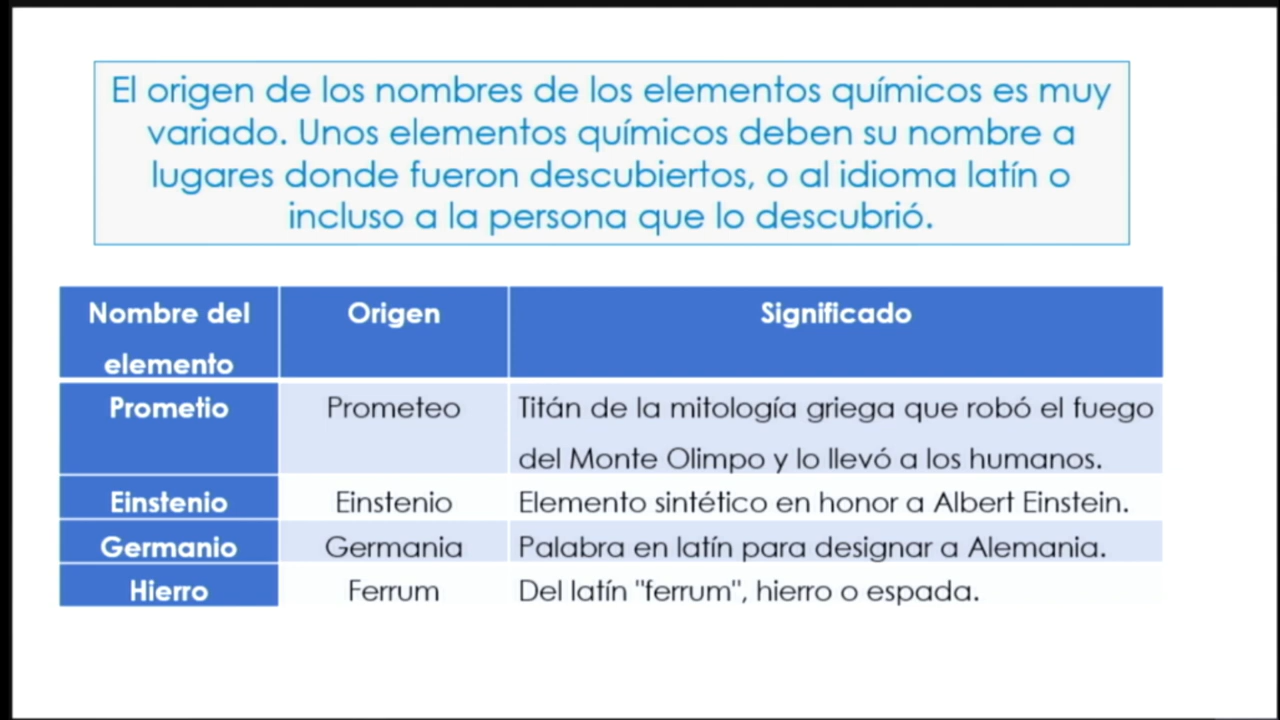 El origen de los nombres de los elementos químicos es muy
variado. Unos elementos químicos deben su nombre a
lugares donde fueron descubiertos, o al idioma latín o
incluso a la persona que lo descubrió.
Nombre del
elemento
Origen
Significado
Prometio
Prometeo
Titán de la mitología griega que robó el fuego
del Monte Olimpo y lo llevó a los humanos.
Einstenio
Einstenio
Elemento sintético en honor a Albert Einstein.
Germanio
Germania
Palabra en latín para designar a Alemania.
Hierro
Ferrum
Del latín "ferrum", hierro o espada.